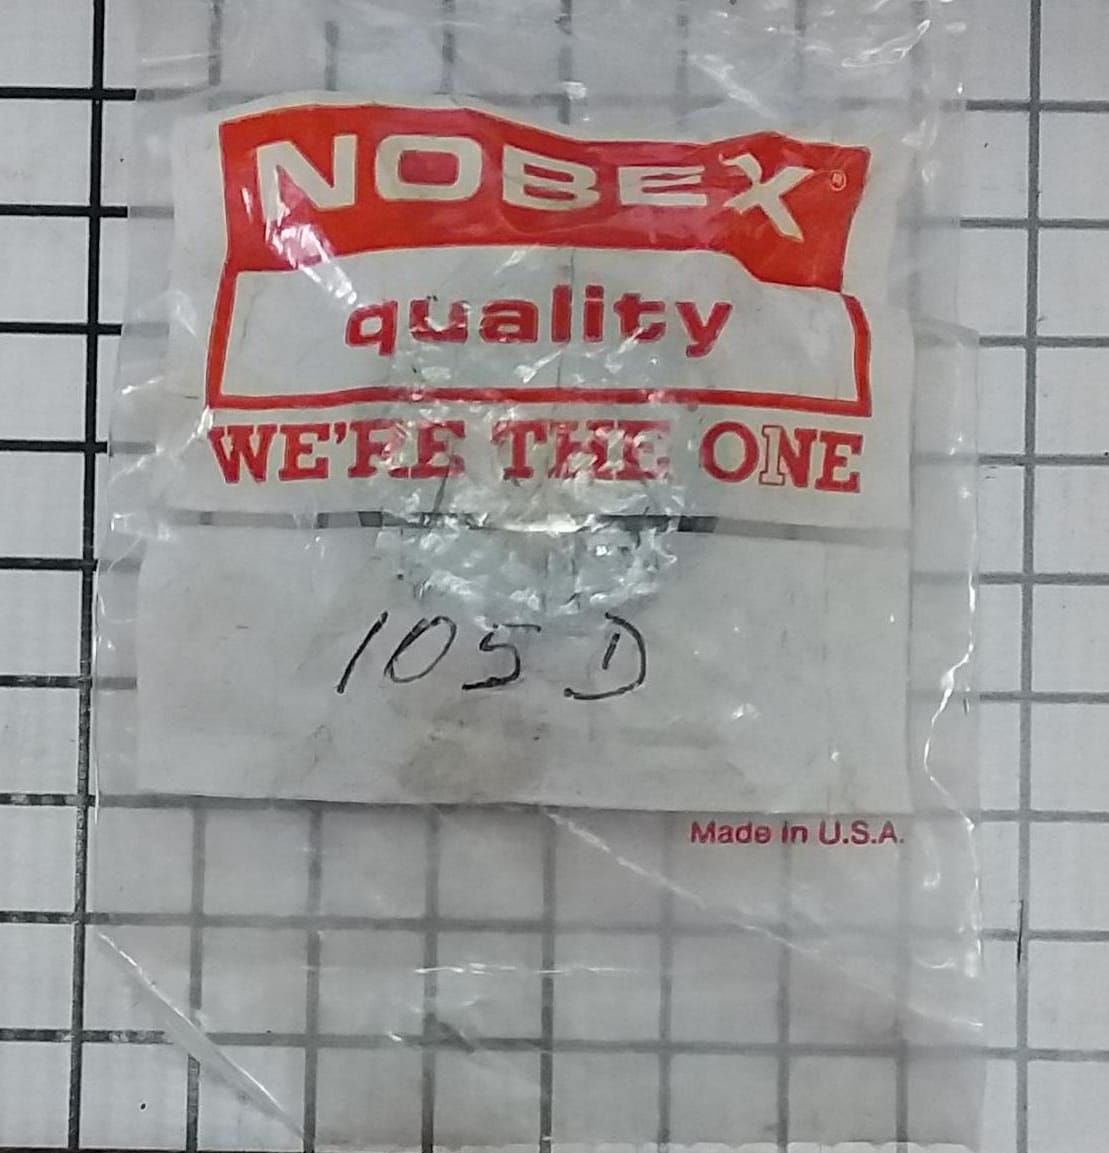 NOBEX®
quality
WE'RE THE ONE
105 D
Made in U.S.A.